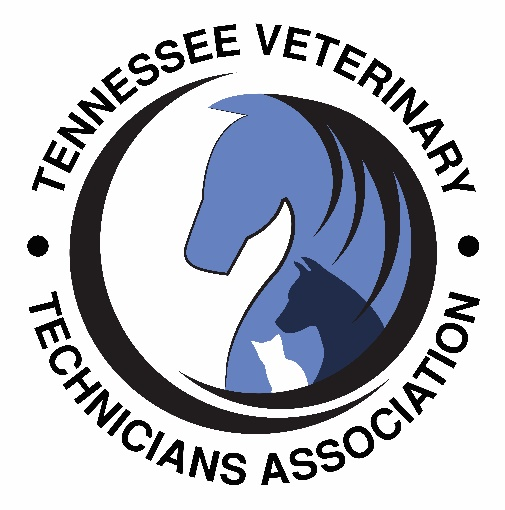 TENNESSEE VETERINARY
TECHNICIANS ASSOCIATION